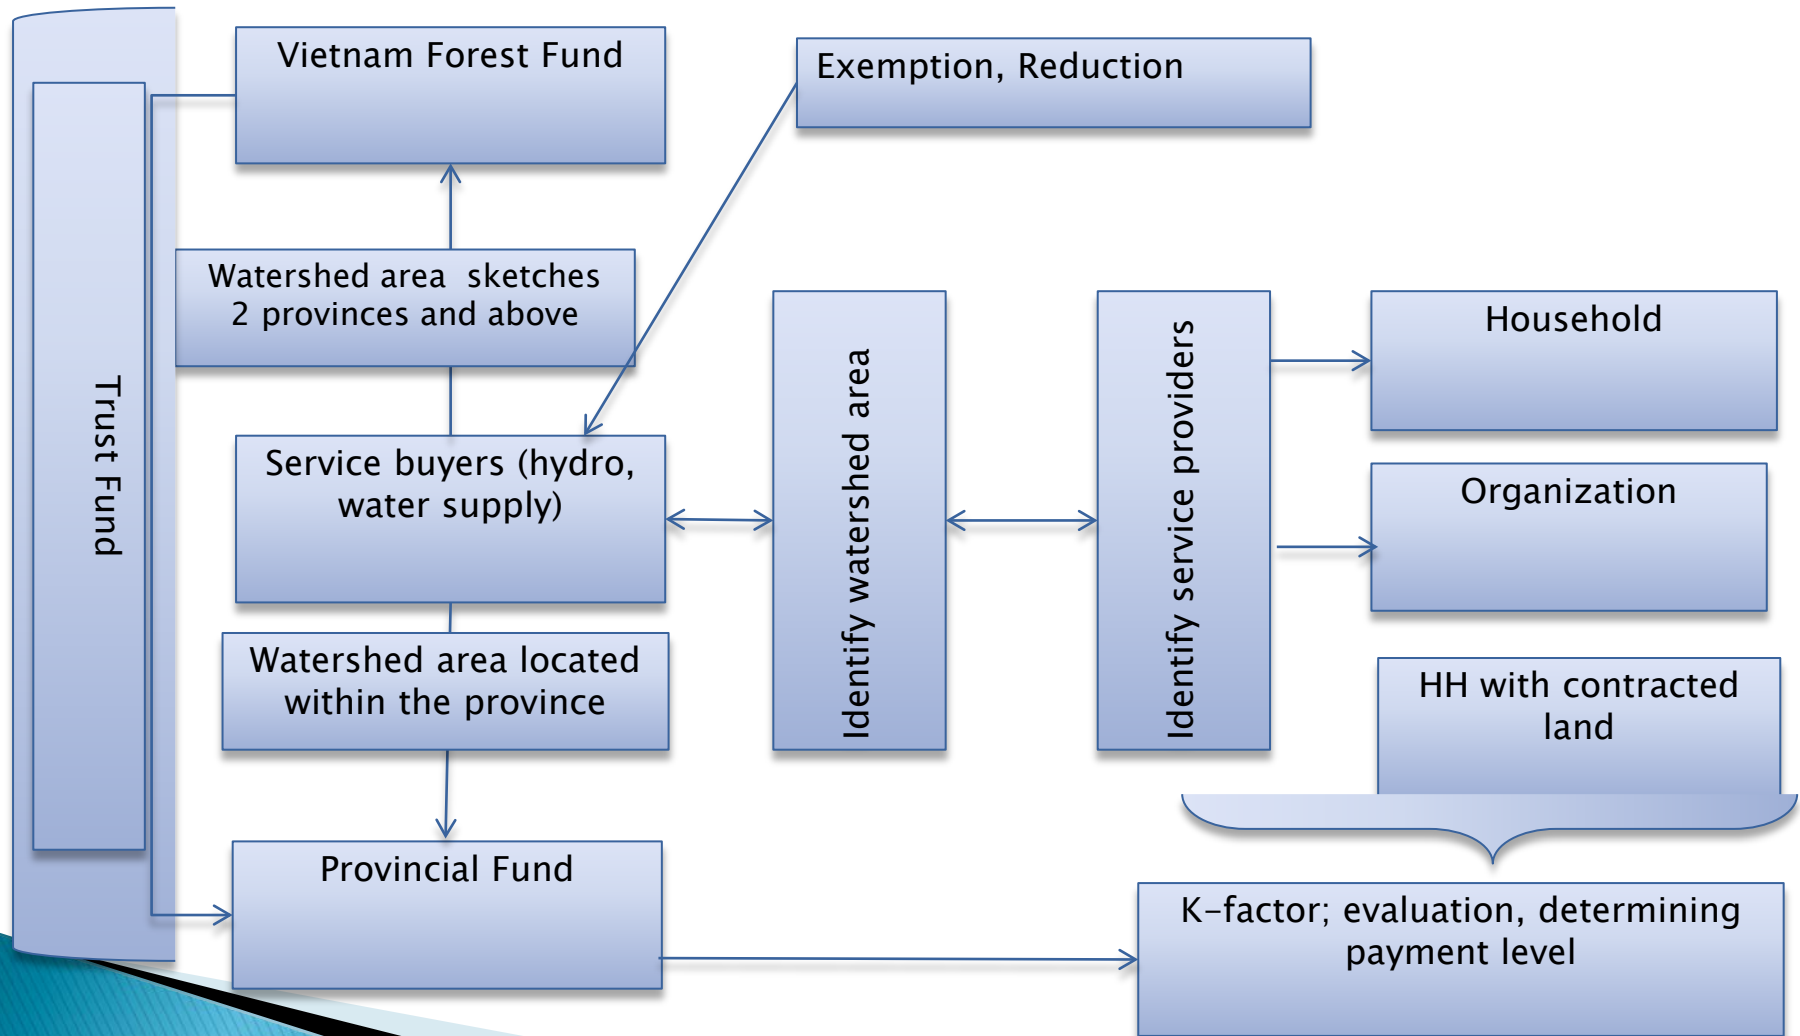 Vietnam Forest Fund
Exemption, Reduction
Trust Fund
Watershed area  sketches
2 provinces and above
Service buyers (hydro,
water supply)
Watershed area located
within the province
Provincial Fund
Identify watershed area
Identify service providers
Household
Organization
HH with contracted
land
K-factor; evaluation, determining
payment level